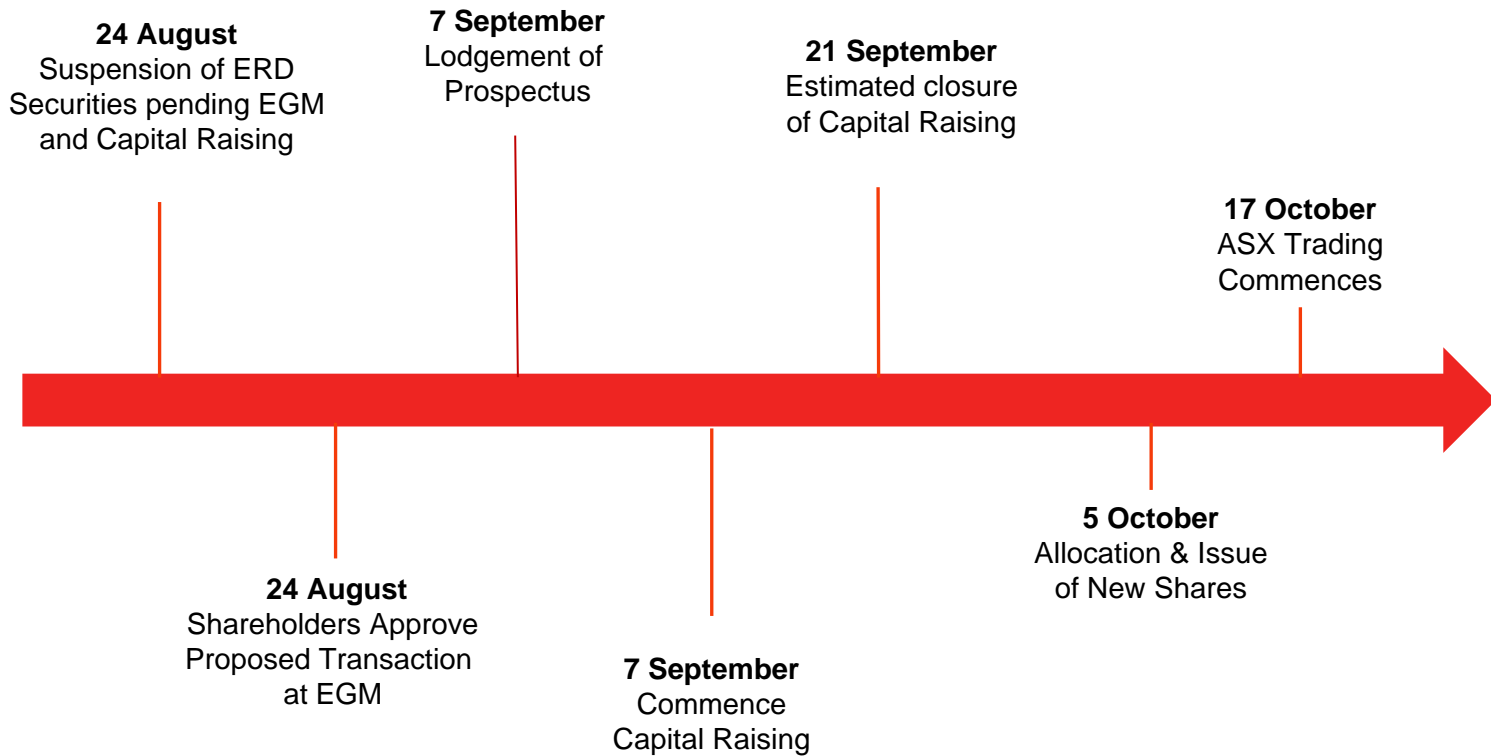 24 August
Suspension of ERD
Securities pending EGM
and Capital Raising
24 August
Shareholders Approve
Proposed Transaction
at EGM
7 September
Lodgement of
Prospectus
7 September
Commence
Capital Raising
21 September
Estimated closure
of Capital Raising
5 October
Allocation & Issue
of New Shares
17 October
ASX Trading
Commences